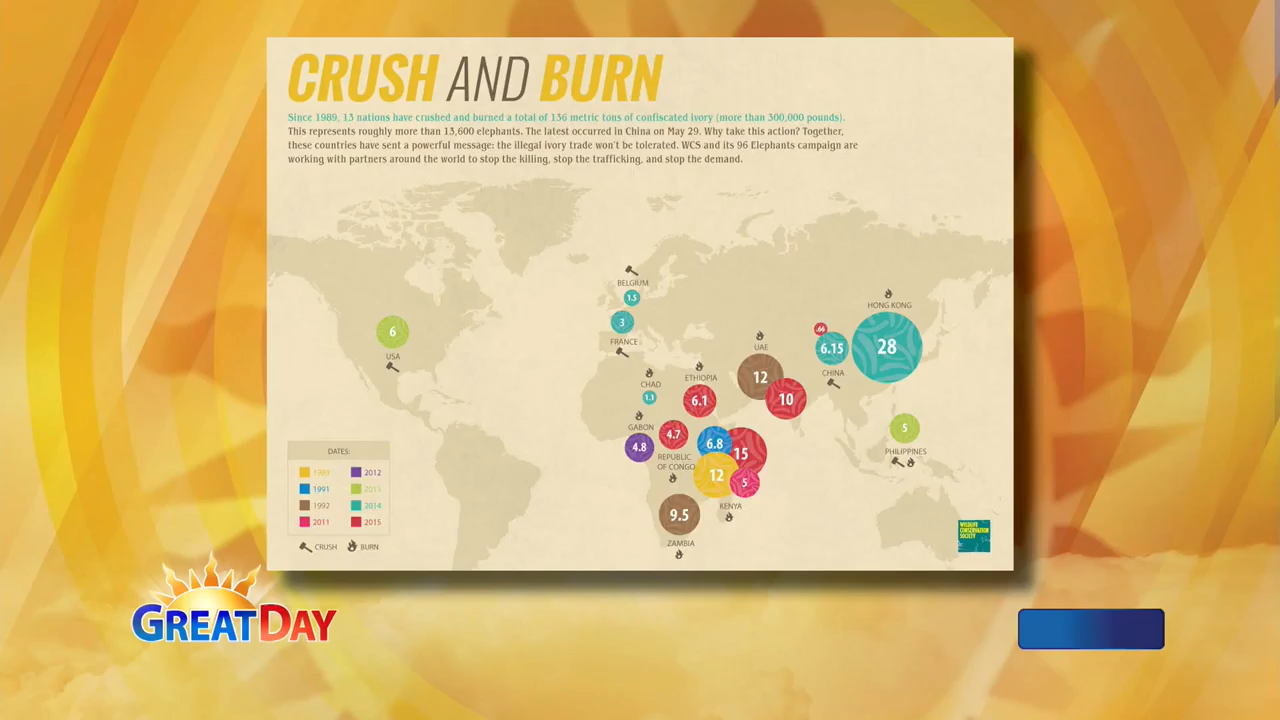 CRUSH AND BURN
Since 1989, 13 nations have crushed and burned a total of 136 metric tons of confiscated ivory (more than 300,000 pounds).
This represents roughly more than 13,600 elephants. The latest occurred in China on May 29. Why take this action? Together,
these countries have sent a powerful message: the illegal ivory trade won't be tolerated. WCS and its 96 Elephants campaign are
working with partners around the world to stop the killing, stop the trafficking, and stop the demand.
BELGIUM
1.5
3
FRANCE
6
USA
HONG KONG
28
.66
6.15
CHINA
UAE
12
10
ETHIOPIA
6.1
CHAD
1.1
GABON
4.8
4.7
REPUBLIC
OF CONGO
6.8
15
12
5
KENYA
9.5
ZAMBIA
5
PHILIPPINES
DATES:
1989
2012
1991
2013
1992
2014
2011
2015
CRUSH
BURN
WILDLIFE
CONSERVATION
SOCIETY
GREATDAY